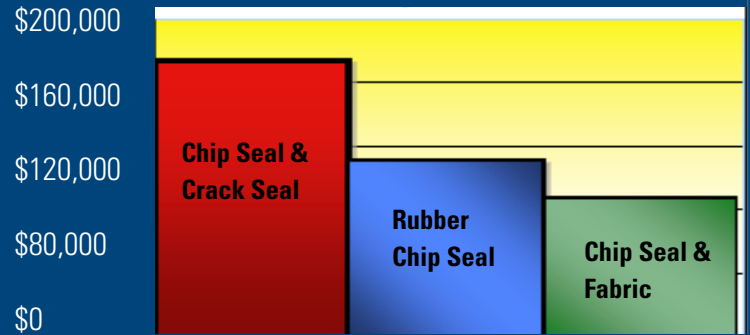 $200,000
$160,000
$120,000
$80,000
$0
Chip Seal &
Crack Seal
Rubber
Chip Seal
Chip Seal &
Fabric